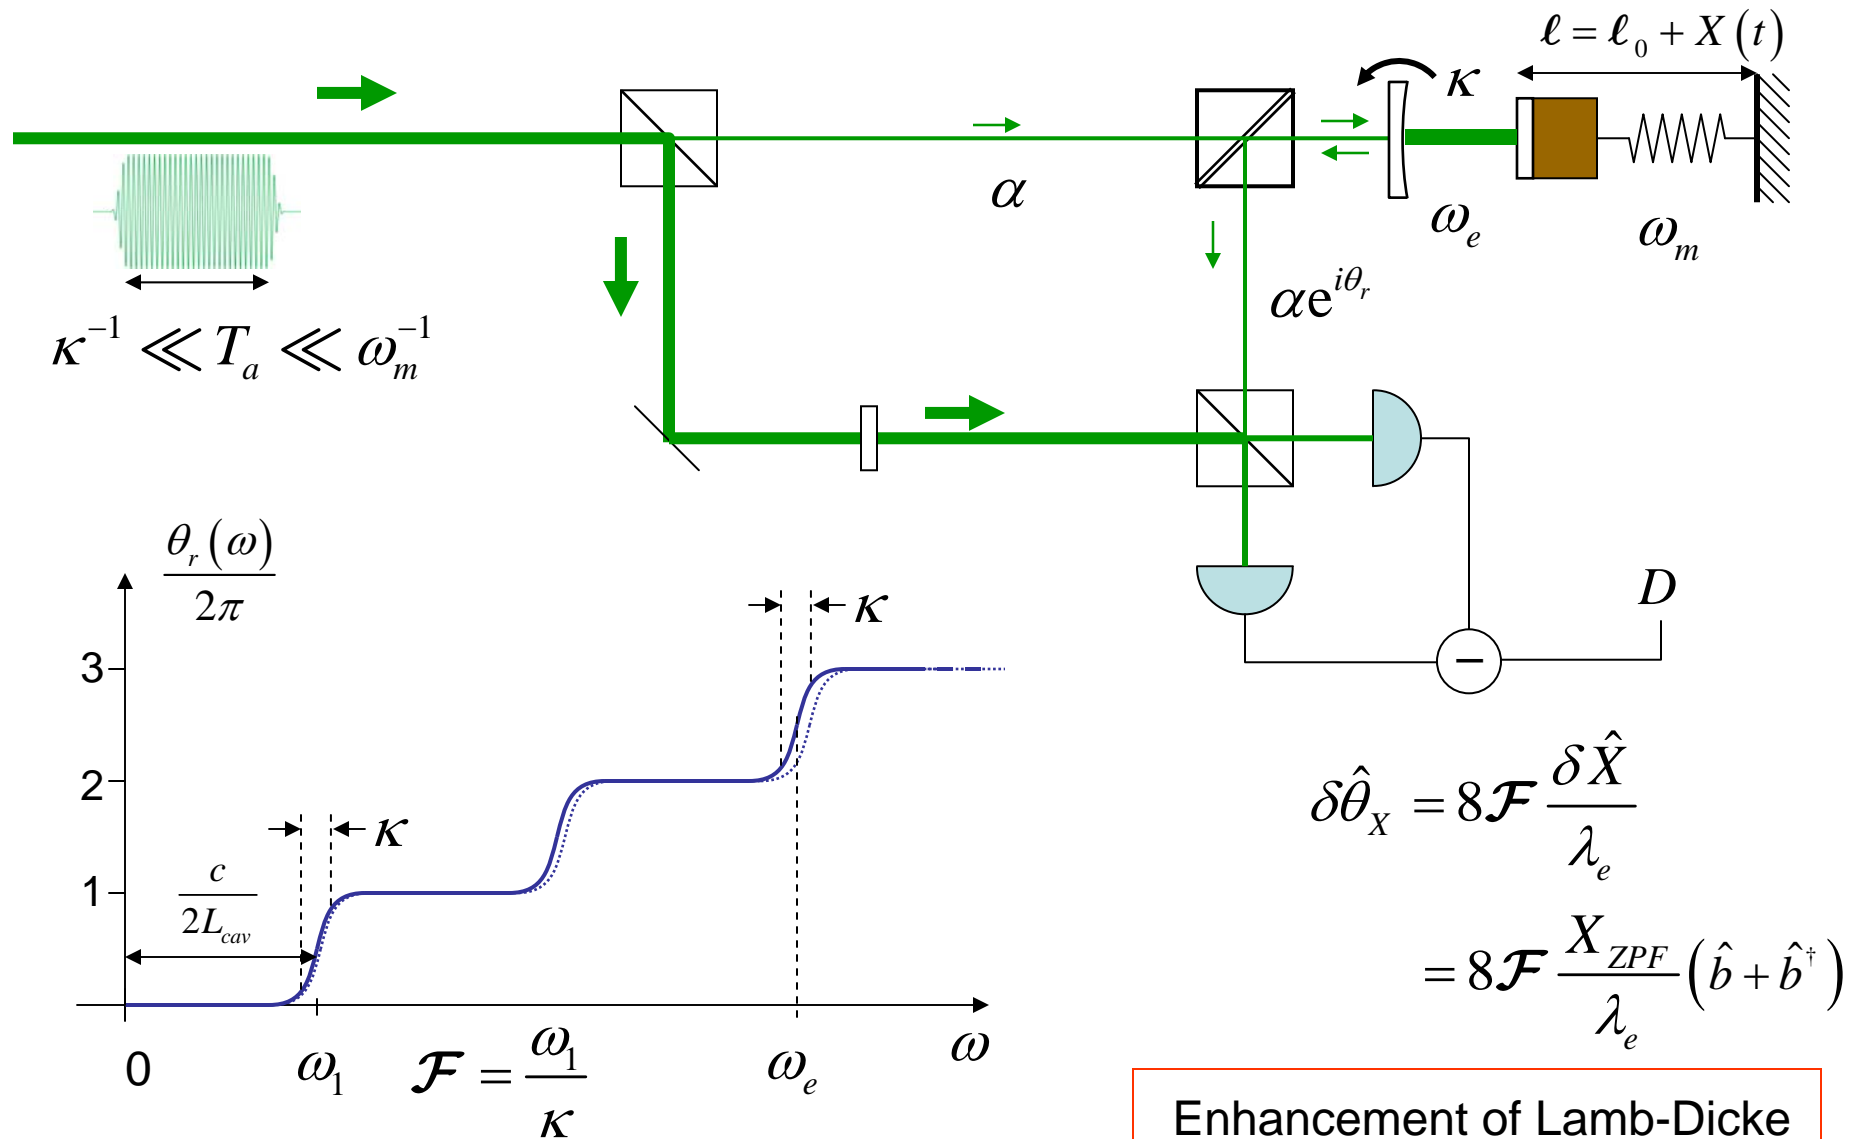 ℓ = ℓ₀ + X (t)
κ
α
ω_e
ω_m
αe^{iθ_r}
κ⁻¹ ≪ T_a ≪ ω_m⁻¹
θ_r (ω) / 2π
κ
D
3
2
κ
1
c / 2L_cav
δθ̂_X = 8ℱ δX̂ / λ_e
= 8ℱ X_ZPF / λ_e (b̂ + b̂†)
0
ω₁
ℱ = ω₁ / κ
ω_e
ω
Enhancement of Lamb-Dicke